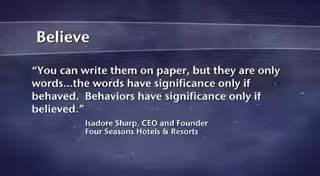 Believe
“You can write them on paper, but they are only
words...the words have significance only if
behaved.  Behaviors have significance only if
believed.”
Isadore Sharp, CEO and Founder
Four Seasons Hotels & Resorts